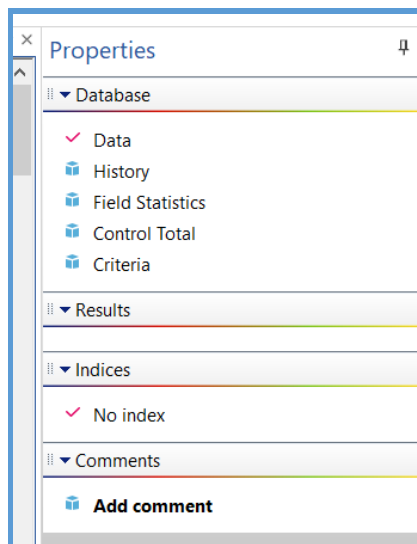 Properties
Database
Data
History
Field Statistics
Control Total
Criteria
Results
Indices
No index
Comments
Add comment